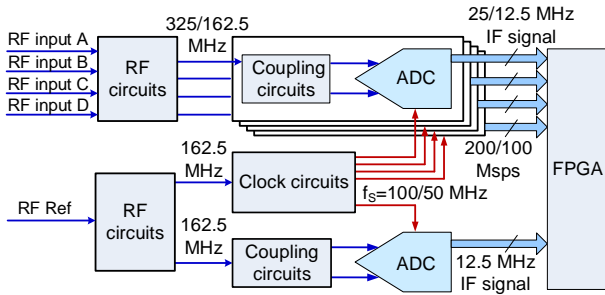 325/162.5
MHz
25/12.5 MHz
IF signal
RF input A
RF input B
RF input C
RF input D
RF
circuits
Coupling
circuits
ADC
200/100
Msps
FPGA
162.5
MHz
Clock circuits
fS=100/50 MHz
RF Ref
RF
circuits
162.5
MHz
Coupling
circuits
ADC
12.5 MHz
IF signal